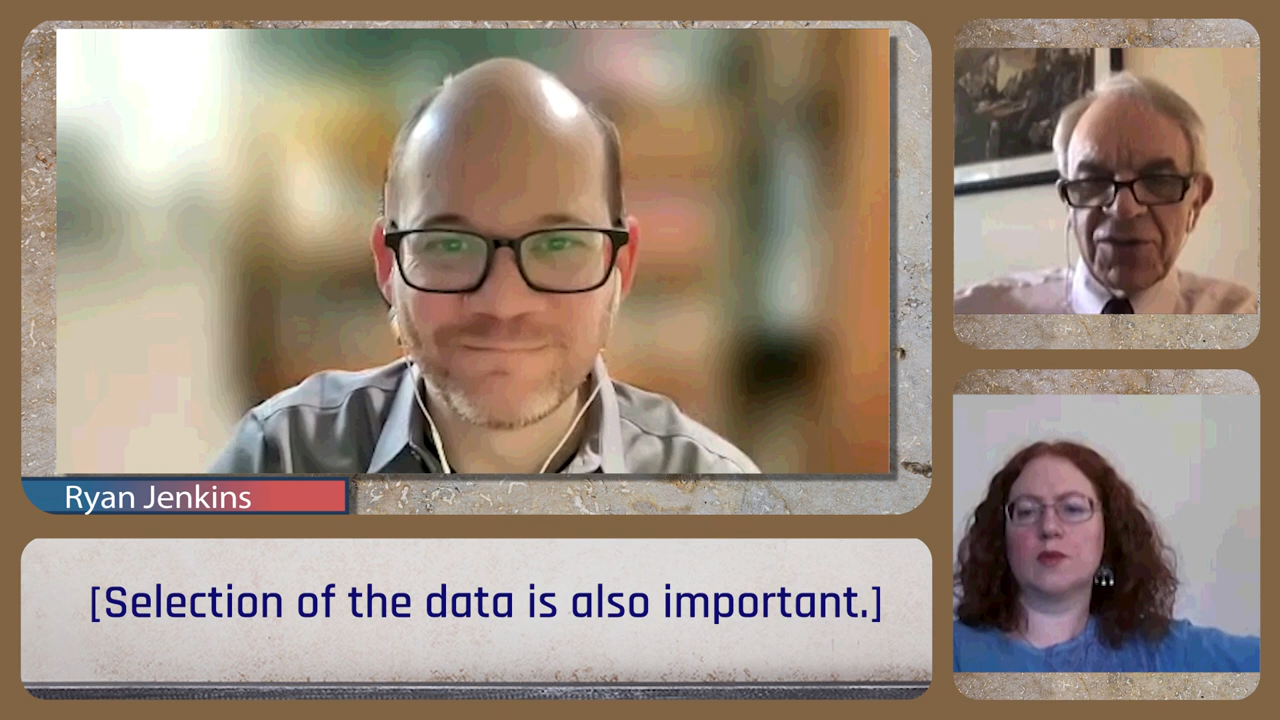 Ryan Jenkins
[Selection of the data is also important.]